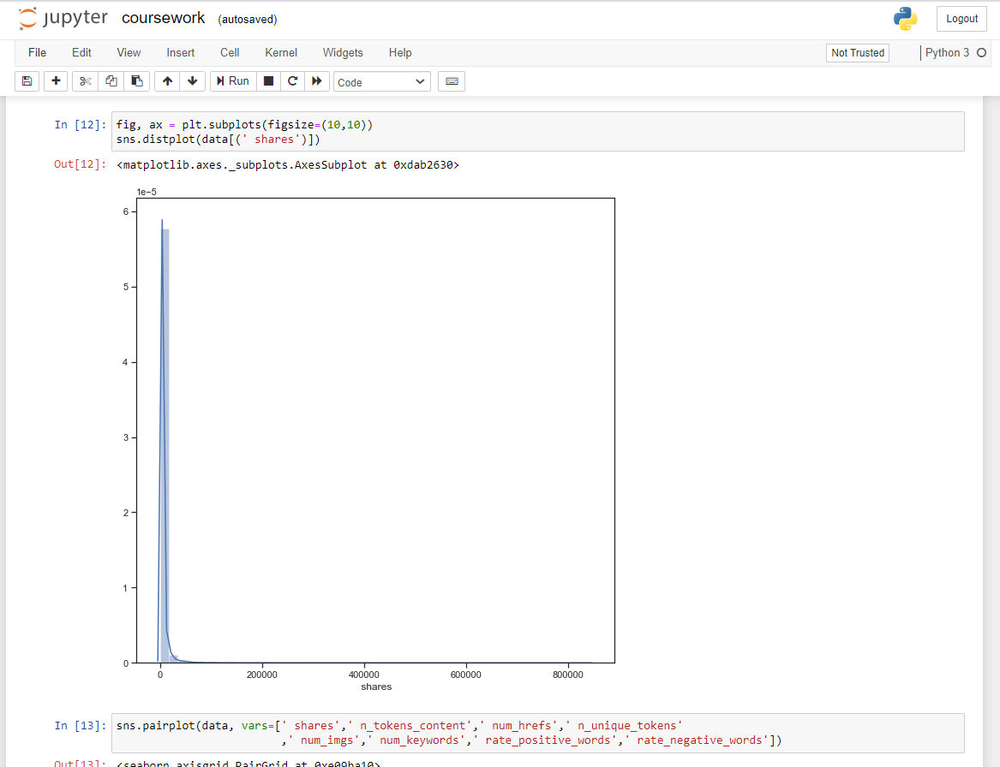 jupyter coursework (autosaved) Logout
File Edit View Insert Cell Kernel Widgets Help Not Trusted Python 3
Run Code
In [12]: fig, ax = plt.subplots(figsize=(10,10))
sns.distplot(data[(' shares')])
Out[12]: <matplotlib.axes._subplots.AxesSubplot at 0xdab2630>
1e−5
6
5
4
3
2
1
0
0 200000 400000 600000 800000
shares
In [13]: sns.pairplot(data, vars=[' shares',' n_tokens_content',' num_hrefs',' n_unique_tokens'
,' num_imgs',' num_keywords',' rate_positive_words',' rate_negative_words'])
Out[13]: <seaborn.axisgrid.PairGrid at 0xe09ba10>